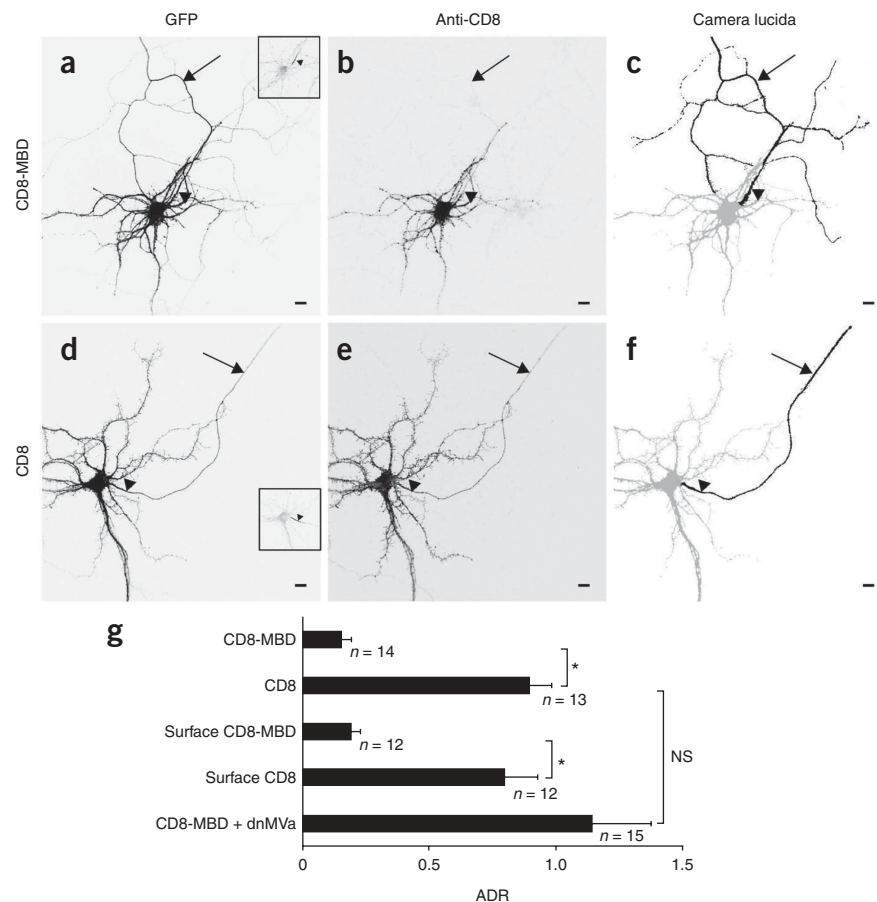 GFP
Anti-CD8
Camera lucida
CD8-MBD
a
b
c
CD8
d
e
f
g
CD8-MBD
n = 14
*
CD8
n = 13
Surface CD8-MBD
n = 12
NS
*
Surface CD8
n = 12
CD8-MBD + dnMVa
n = 15
0
0.5
1.0
1.5
ADR